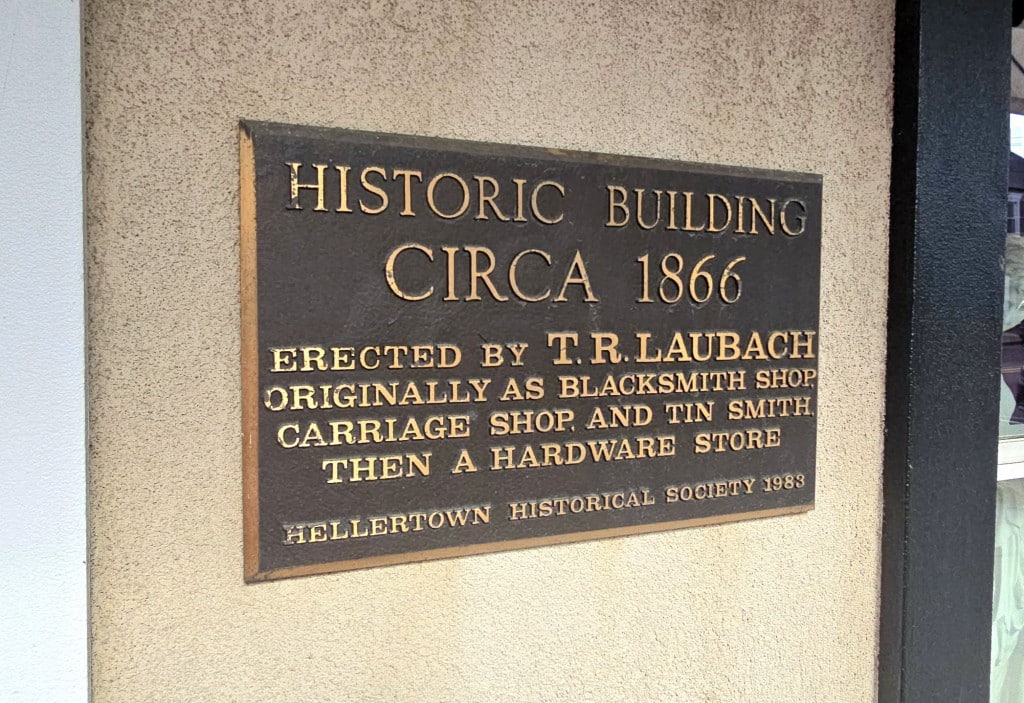 HISTORIC BUILDING
CIRCA 1866
ERECTED BY T. R. LAUBACH
ORIGINALLY AS BLACKSMITH SHOP,
CARRIAGE SHOP, AND TIN SMITH,
THEN A HARDWARE STORE
HELLERTOWN HISTORICAL SOCIETY 1983